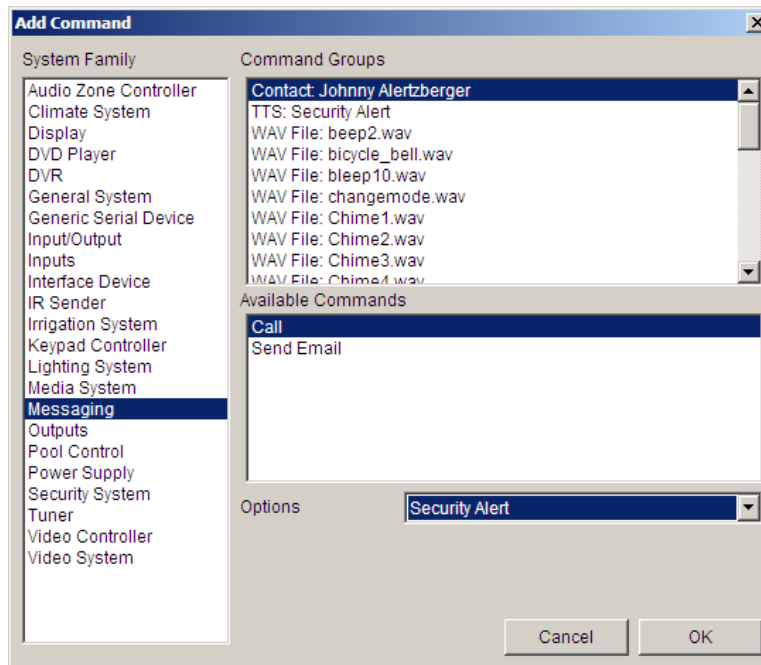 Add Command
System Family
Audio Zone Controller
Climate System
Display
DVD Player
DVR
General System
Generic Serial Device
Input/Output
Inputs
Interface Device
IR Sender
Irrigation System
Keypad Controller
Lighting System
Media System
Messaging
Outputs
Pool Control
Power Supply
Security System
Tuner
Video Controller
Video System
Command Groups
Contact: Johnny Alertzberger
TTS: Security Alert
WAV File: beep2.wav
WAV File: bicycle_bell.wav
WAV File: bleep10.wav
WAV File: changemode.wav
WAV File: Chime1.wav
WAV File: Chime2.wav
WAV File: Chime3.wav
WAV File: Chime4.wav
Available Commands
Call
Send Email
Options
Security Alert
Cancel
OK